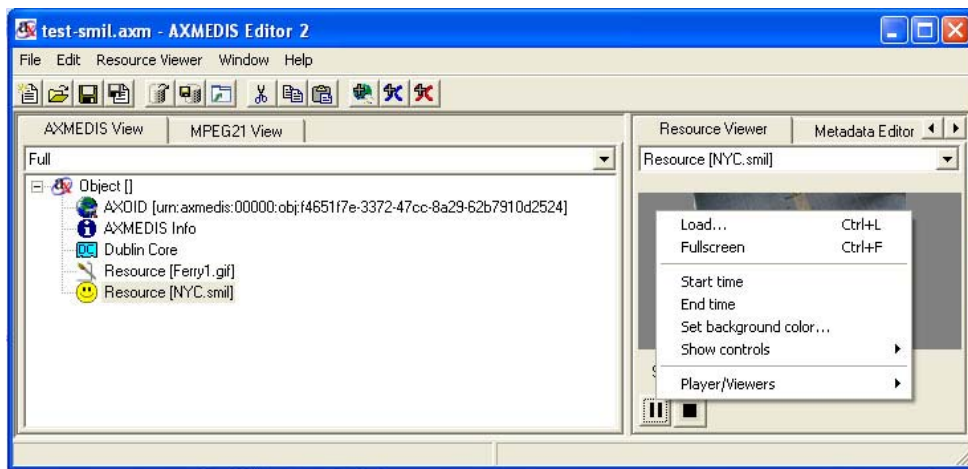 test-smil.axm - AXMEDIS Editor 2
File Edit Resource Viewer Window Help
AXMEDIS View MPEG21 View
Full
Object []
AXOID [urn:axmedis:00000:obj:f4651f7e-3372-47cc-8a29-62b7910d2524]
AXMEDIS Info
DC Dublin Core
Resource [Ferry1.gif]
Resource [NYC.smil]
Resource Viewer Metadata Editor
Resource [NYC.smil]
Load... Ctrl+L
Fullscreen Ctrl+F
Start time
End time
Set background color...
Show controls
Player/Viewers